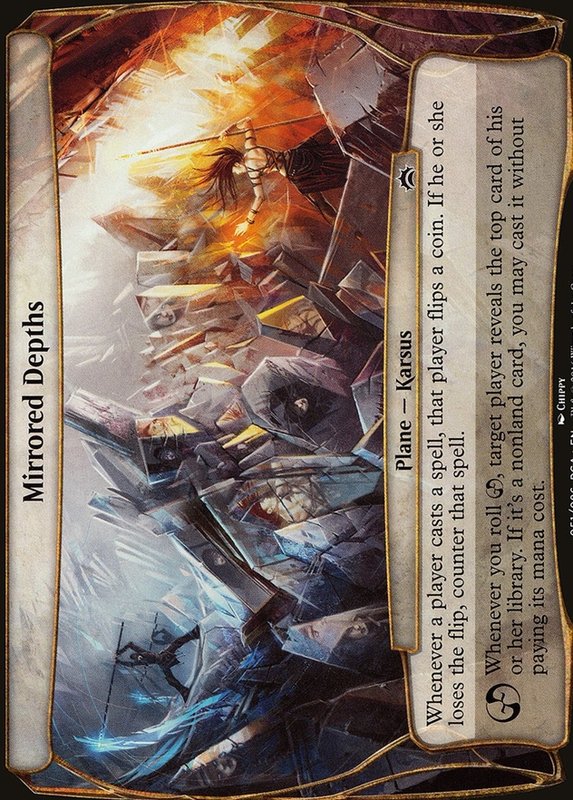 Mirrored Depths
Plane — Karsus
Whenever a player casts a spell, that player flips a coin. If he or she
loses the flip, counter that spell.
Whenever you roll , target player reveals the top card of his
or her library. If it's a nonland card, you may cast it without
paying its mana cost.
Chippy